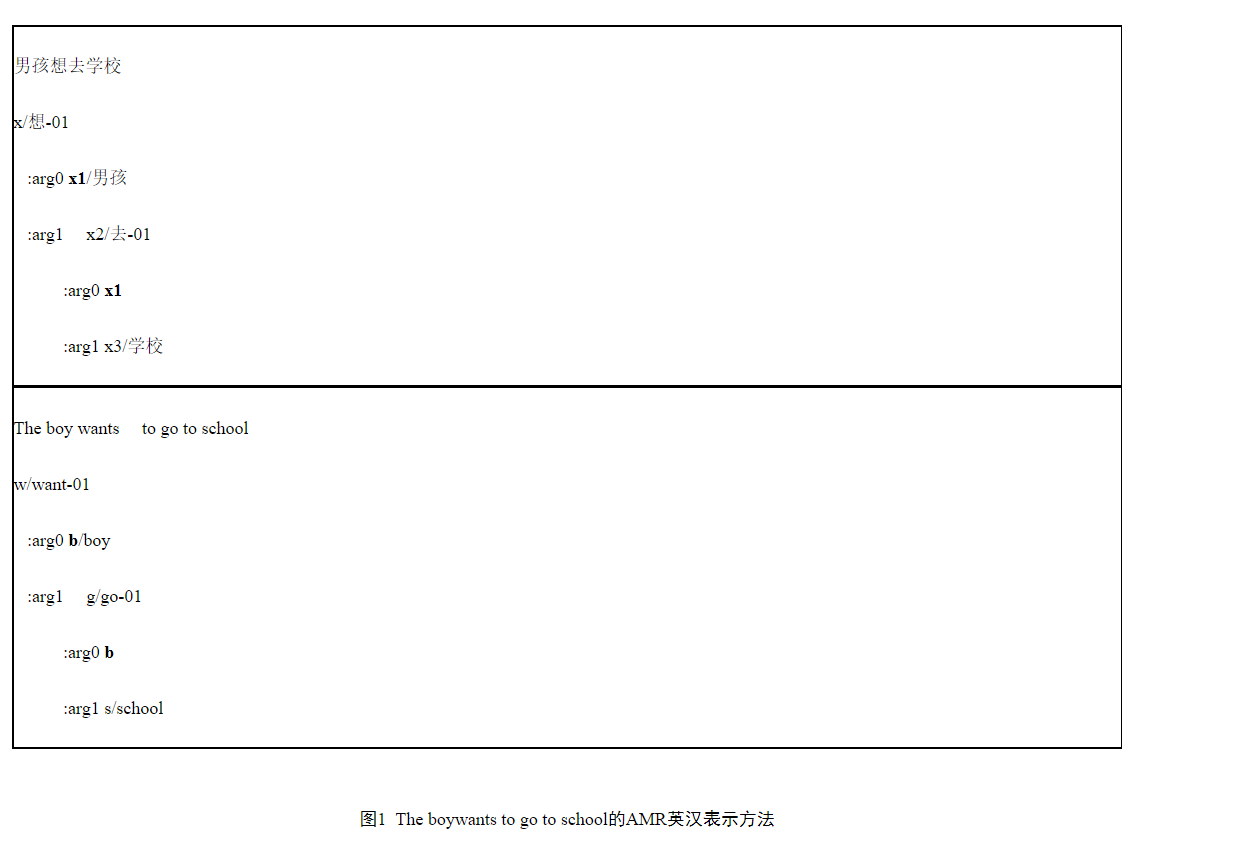 男孩想去学校
x/想-01
:arg0 x1/男孩
:arg1 x2/去-01
:arg0 x1
:arg1 x3/学校
The boy wants to go to school
w/want-01
:arg0 b/boy
:arg1 g/go-01
:arg0 b
:arg1 s/school
图1 The boywants to go to school的AMR英汉表示方法